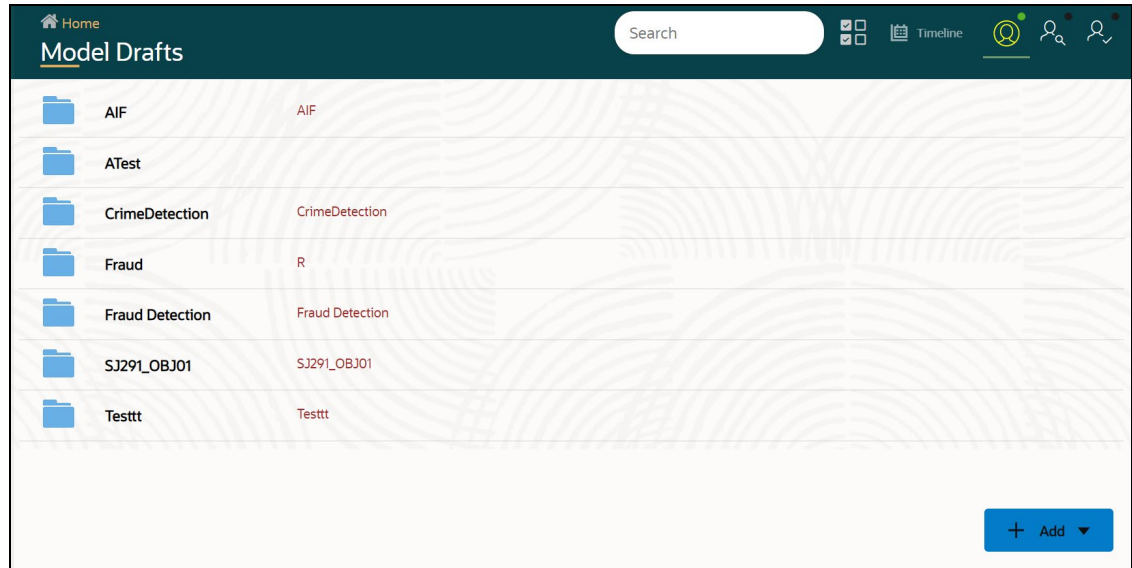 Home
Model Drafts
Search
Timeline
AIF AIF
ATest
CrimeDetection CrimeDetection
Fraud R
Fraud Detection Fraud Detection
SJ291_OBJ01 SJ291_OBJ01
Testtt Testtt
+ Add